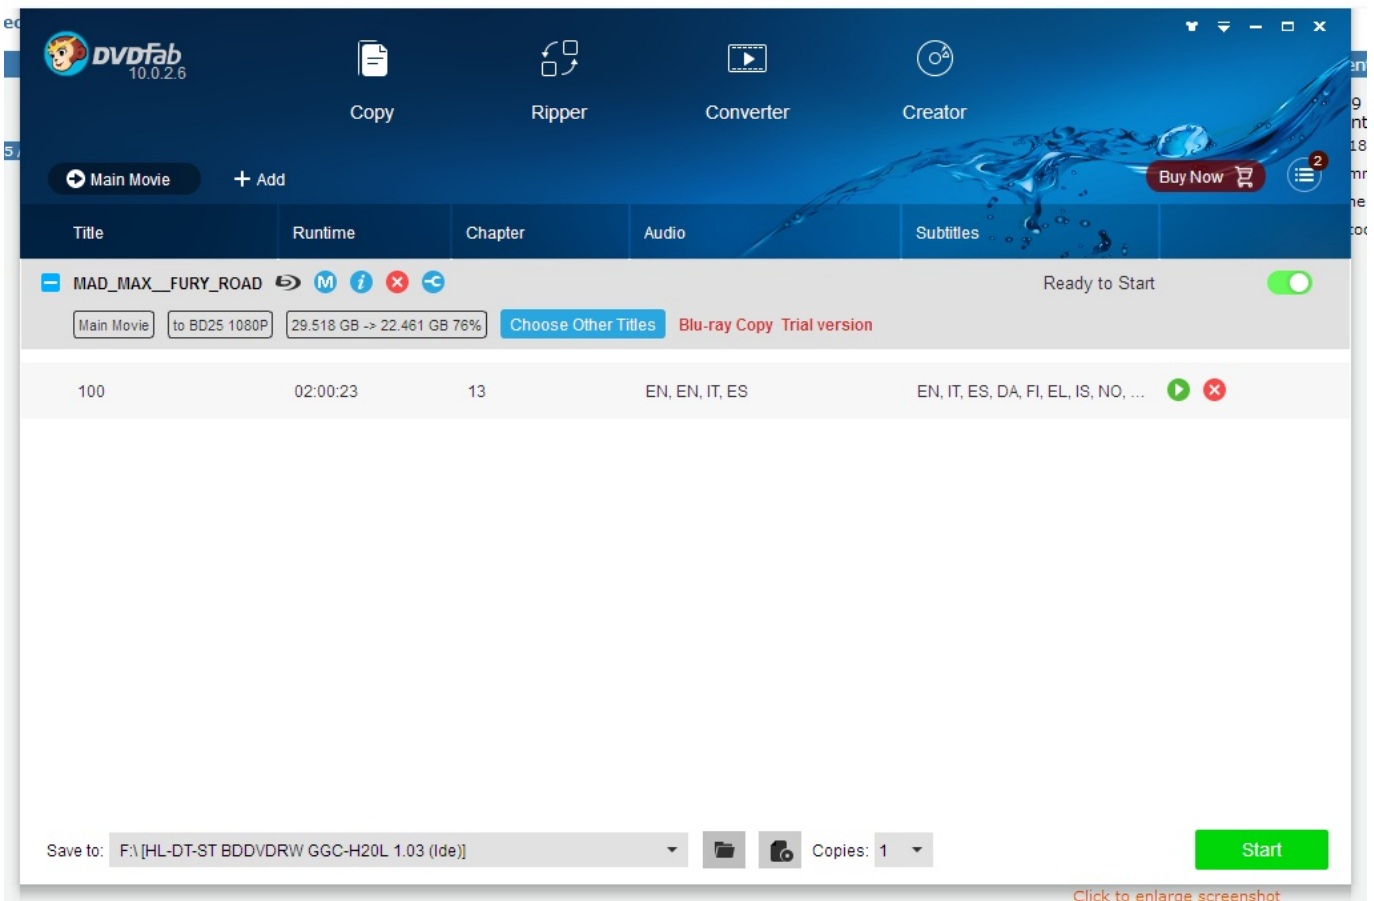 DVDFab
10.0.2.6
Copy
Ripper
Converter
Creator
Main Movie
+ Add
Buy Now
2
Title
Runtime
Chapter
Audio
Subtitles
MAD_MAX__FURY_ROAD
M
i
Ready to Start
Main Movie
to BD25 1080P
29.518 GB -> 22.461 GB 76%
Choose Other Titles
Blu-ray Copy Trial version
100
02:00:23
13
EN, EN, IT, ES
EN, IT, ES, DA, FI, EL, IS, NO, ...
Save to:
F:\ [HL-DT-ST BDDVDRW GGC-H20L 1.03 (Ide)]
Copies:
1
Start
Click to enlarge screenshot